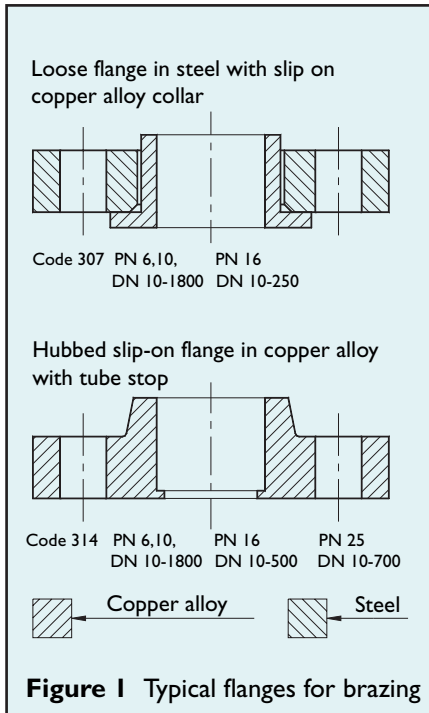 Loose flange in steel with slip on
copper alloy collar
Code 307 PN 6,10, PN 16
DN 10-1800 DN 10-250
Hubbed slip-on flange in copper alloy
with tube stop
Code 314 PN 6,10, PN 16 PN 25
DN 10-1800 DN 10-500 DN 10-700
Copper alloy Steel
Figure 1 Typical flanges for brazing